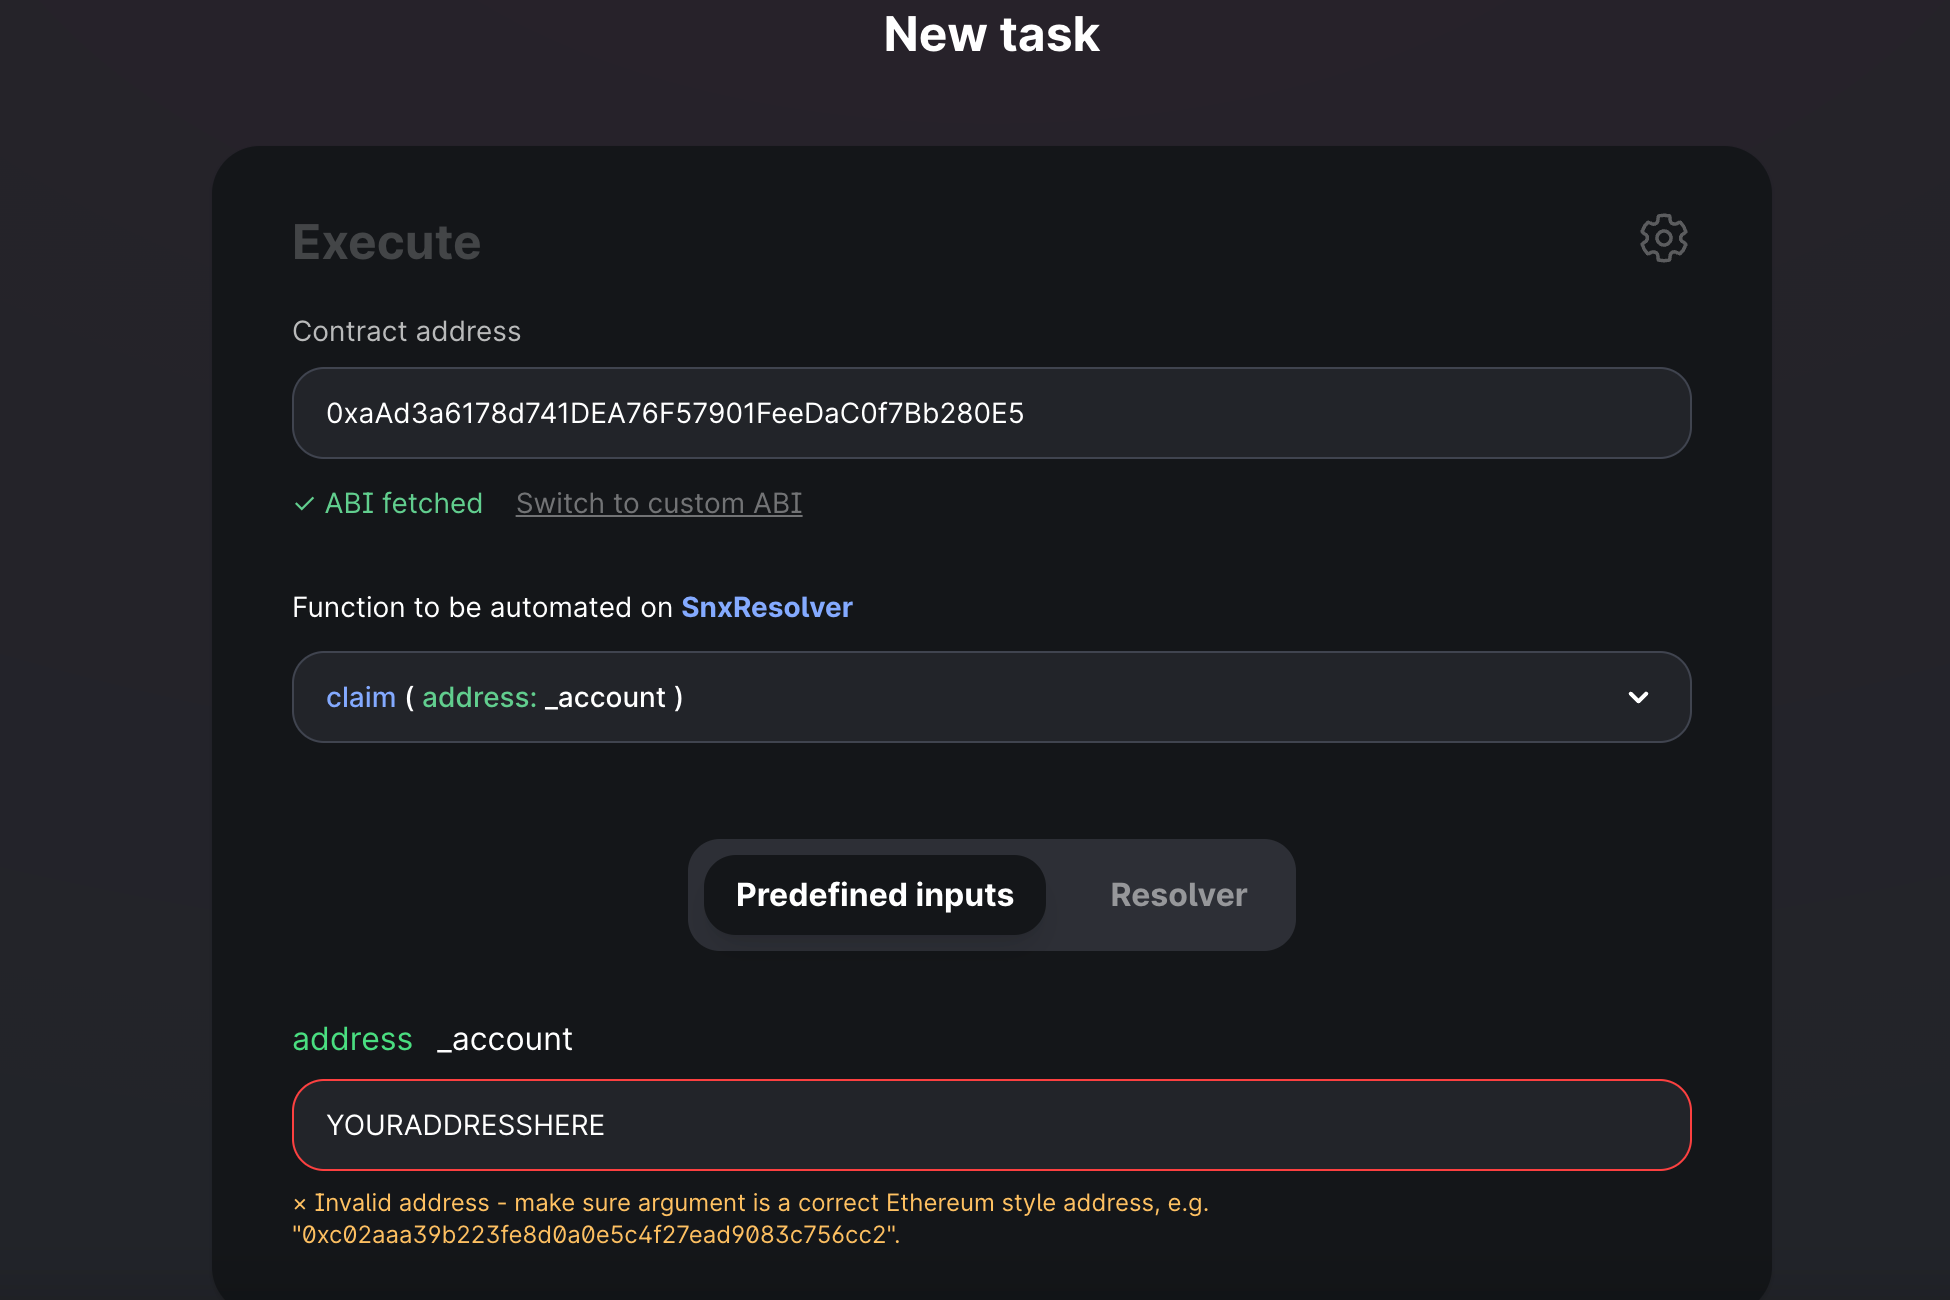 New task
Execute
Contract address
0xaAd3a6178d741DEA76F57901FeeDaC0f7Bb280E5
✓ ABI fetched Switch to custom ABI
Function to be automated on SnxResolver
claim ( address: _account )
Predefined inputs Resolver
address _account
YOURADDRESSHERE
× Invalid address - make sure argument is a correct Ethereum style address, e.g.
"0xc02aaa39b223fe8d0a0e5c4f27ead9083c756cc2".